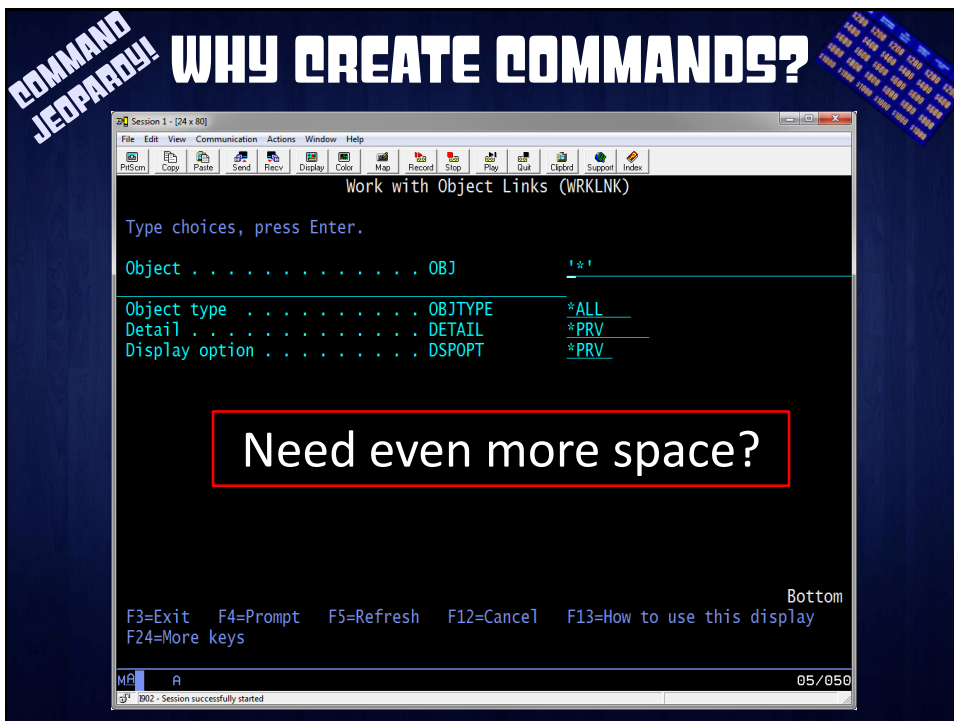 COMMAND
JEOPARDY!
WHY CREATE COMMANDS?
Session 1 - [24 x 80]
File Edit View Communication Actions Window Help
PrtScrn Copy Paste Send Recv Display Color Map Record Stop Play Quit Clipbrd Support Index
Work with Object Links (WRKLNK)
Type choices, press Enter.
Object . . . . . . . . . . . . . OBJ '*'
Object type . . . . . . . . . . OBJTYPE *ALL
Detail . . . . . . . . . . . . . DETAIL *PRV
Display option . . . . . . . . . DSPOPT *PRV
Need even more space?
Bottom
F3=Exit F4=Prompt F5=Refresh F12=Cancel F13=How to use this display
F24=More keys
MA A 05/050
I902 - Session successfully started